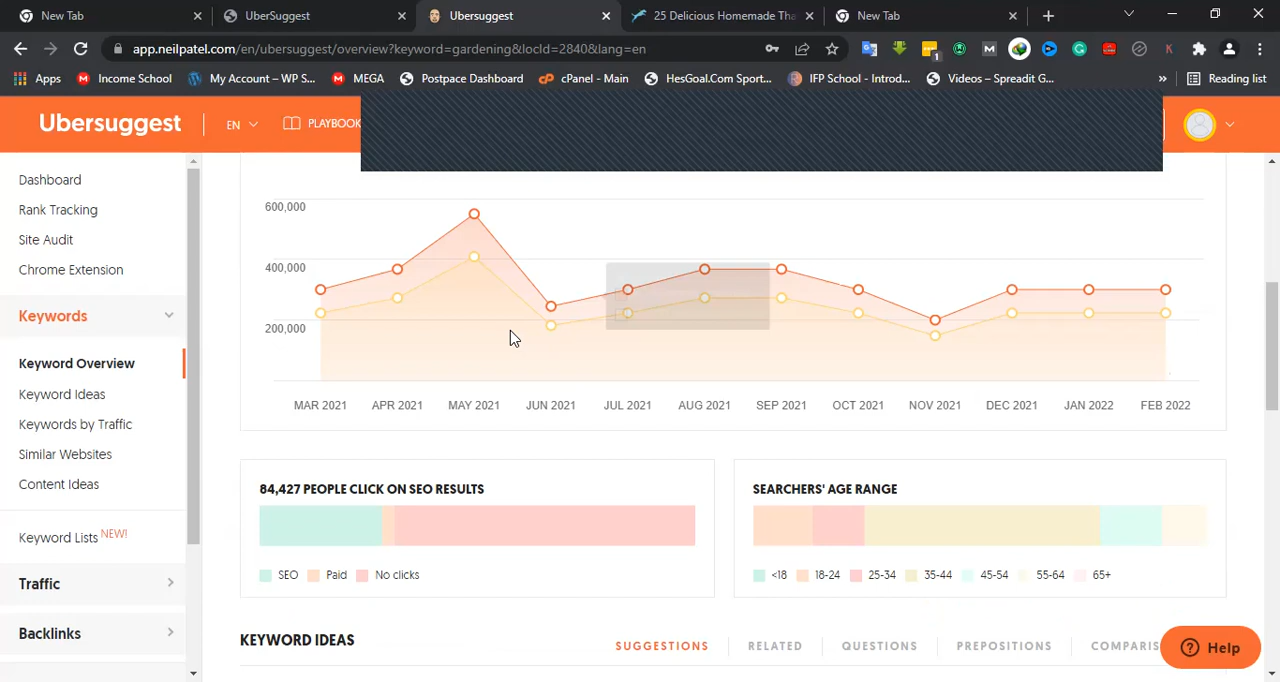 New Tab
UberSuggest
Ubersuggest
25 Delicious Homemade Tha
New Tab
app.neilpatel.com/en/ubersuggest/overview?keyword=gardening&locId=2840&lang=en
Apps
Income School
My Account – WP S...
MEGA
Postpace Dashboard
cPanel - Main
HesGoal.Com Sport...
IFP School - Introd...
Videos – Spreadit G...
»
Reading list
Ubersuggest
EN
PLAYBOOK
Dashboard
Rank Tracking
Site Audit
Chrome Extension
Keywords
Keyword Overview
Keyword Ideas
Keywords by Traffic
Similar Websites
Content Ideas
Keyword Lists NEW!
Traffic
Backlinks
600,000
400,000
200,000
MAR 2021 APR 2021 MAY 2021 JUN 2021 JUL 2021 AUG 2021 SEP 2021 OCT 2021 NOV 2021 DEC 2021 JAN 2022 FEB 2022
84,427 PEOPLE CLICK ON SEO RESULTS
SEO Paid No clicks
SEARCHERS' AGE RANGE
<18 18-24 25-34 35-44 45-54 55-64 65+
KEYWORD IDEAS
SUGGESTIONS RELATED QUESTIONS PREPOSITIONS COMPARIS
Help